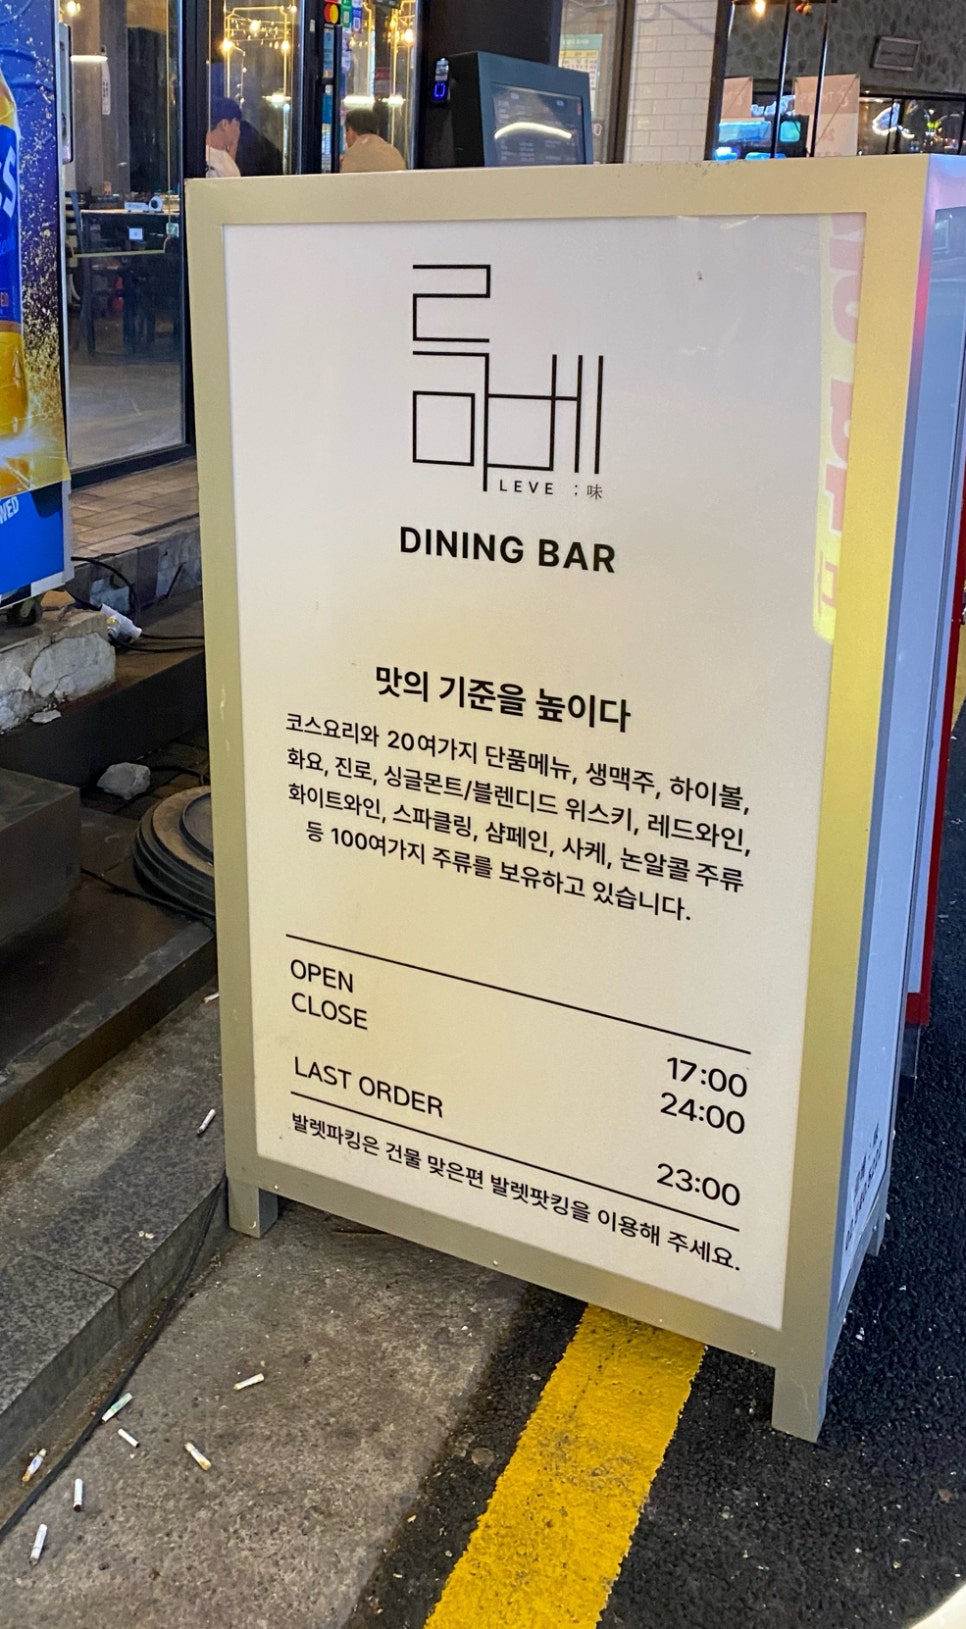 LEVE ; 味
DINING BAR
맛의 기준을 높이다
코스요리와 20여가지 단품메뉴, 생맥주, 하이볼,
화요, 진로, 싱글몬트/블렌디드 위스키, 레드와인,
화이트와인, 스파클링, 샴페인, 사케, 논알콜 주류
등 100여가지 주류를 보유하고 있습니다.
OPEN 17:00
CLOSE 24:00
LAST ORDER 23:00
발렛파킹은 건물 맞은편 발렛팟킹을 이용해 주세요.